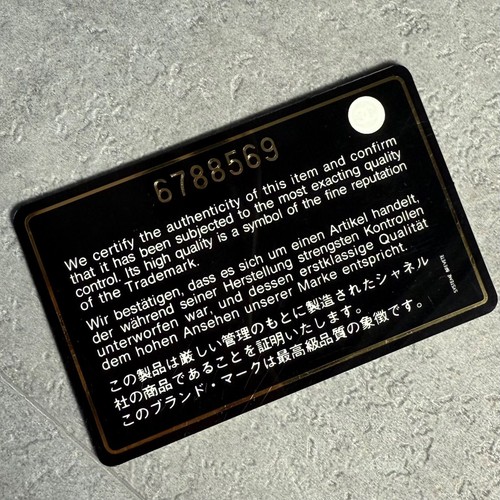 6788569
We certify the authenticity of this item and confirm
that it has been subjected to the most exacting quality
control. Its high quality is a symbol of the fine reputation
of the Trademark.
Wir bestätigen, dass es sich um einen Artikel handelt,
der während seiner Herstellung strengsten Kontrollen
unterworfen war, und dessen erstklassige Qualität
dem hohen Ansehen unserer Marke entspricht.
この製品は厳しい管理のもとに製造されたシャネル
社の商品であることを証明いたします。
このブランド・マークは最高級品質の象徴です。